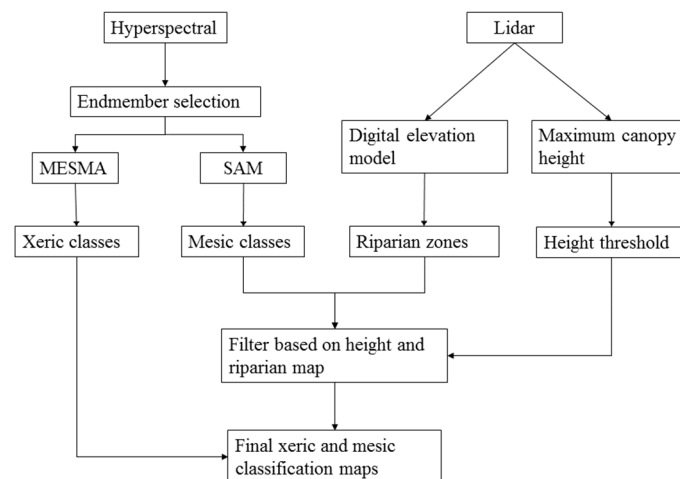 Hyperspectral
Lidar
Endmember selection
Digital elevation
model
Maximum canopy
height
MESMA
SAM
Xeric classes
Mesic classes
Riparian zones
Height threshold
Filter based on height and
riparian map
Final xeric and mesic
classification maps